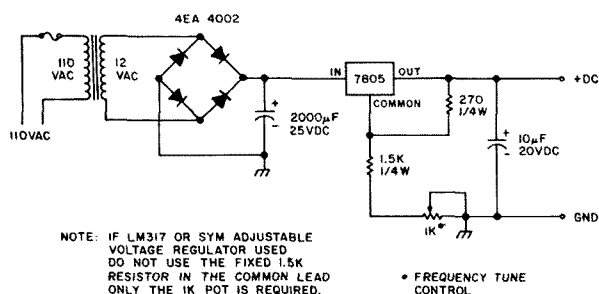 4EA 4002
110
VAC
12
VAC
110VAC
IN
7805
OUT
COMMON
+DC
2000µF
25VDC
270
1/4W
10µF
20VDC
1.5K
1/4W
1K*
GND
NOTE: IF LM317 OR SYM ADJUSTABLE
VOLTAGE REGULATOR USED
DO NOT USE THE FIXED 1.5K
RESISTOR IN THE COMMON LEAD
ONLY THE 1K POT IS REQUIRED.
* FREQUENCY TUNE
CONTROL